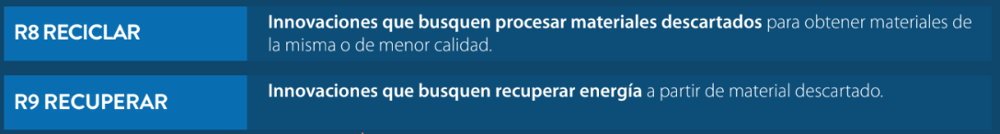 R8 RECICLAR
Innovaciones que busquen procesar materiales descartados para obtener materiales de
la misma o de menor calidad.
R9 RECUPERAR
Innovaciones que busquen recuperar energía a partir de material descartado.